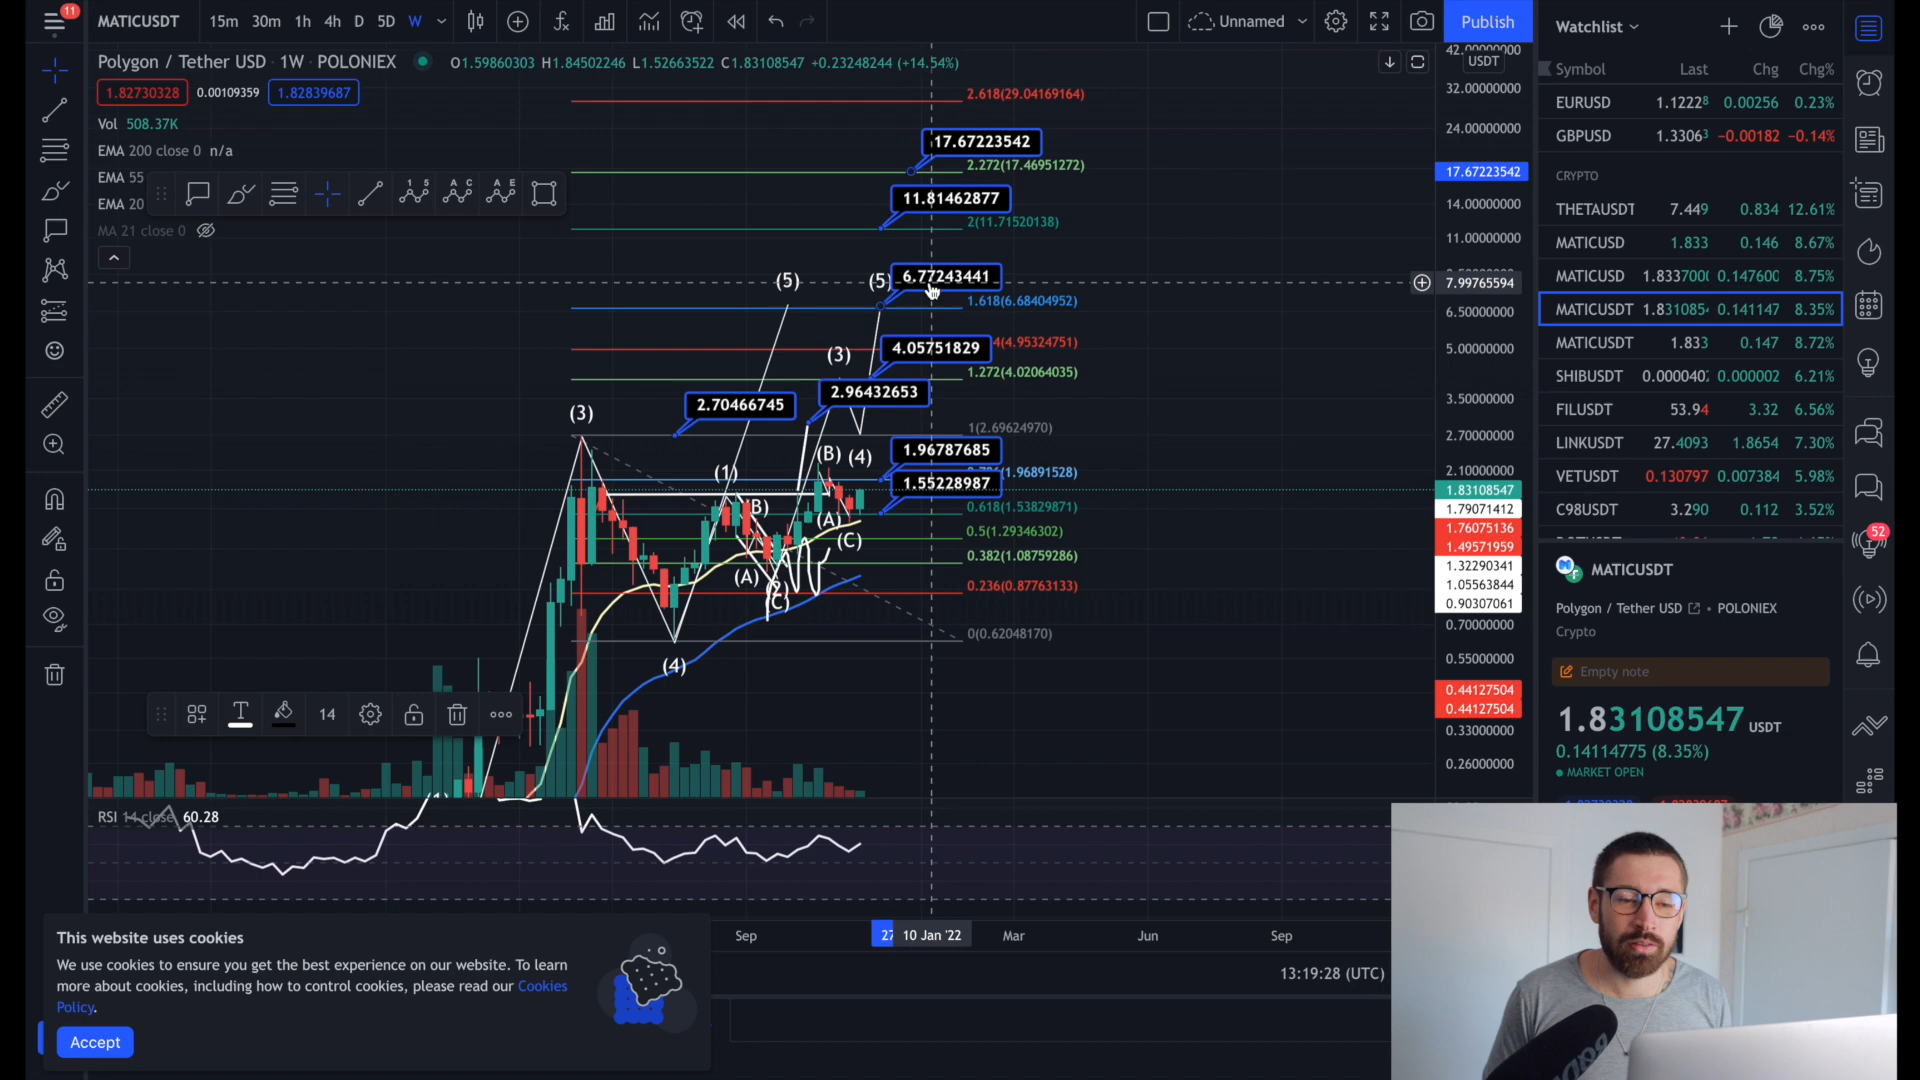 11
MATICUSDT 15m 30m 1h 4h D 5D W Unnamed Publish
Polygon / Tether USD · 1W · POLONIEX O1.59860303 H1.84502246 L1.52663522 C1.83108547 +0.23248244 (+14.54%)
1.82730328 0.00109359 1.82839687
Vol 508.37K
EMA 200 close 0 n/a
EMA 55
EMA 20
MA 21 close 0
2.618(29.04169164)
17.67223542
2.272(17.46951272)
11.81462877
2(11.71520138)
(5) (5) 6.77243441
1.618(6.68404952)
(3) 4.05751829 4(4.95324751)
1.272(4.02064035)
2.96432653
(3) 2.70466745
1(2.69624970)
(1) (B) (4) 1.96787685
(1.96891528)
1.55228987
B) (A) 0.618(1.53829871)
0.5(1.29346302)
(C)
0.382(1.08759286)
(A) (2) 0.236(0.87763133)
(C)
0(0.62048170)
(4)
14
RSI 14 close 60.28
42.00000000
USDT
32.00000000
24.00000000
17.67223542
14.00000000
11.00000000
7.99765594
6.50000000
5.00000000
3.50000000
2.70000000
2.10000000
1.83108547
1.79071412
1.76075136
1.49571959
1.32290341
1.05563844
0.90307061
0.70000000
0.55000000
0.44127504
0.44127504
0.33000000
0.26000000
Sep 27 10 Jan '22 Mar Jun Sep
13:19:28 (UTC)
This website uses cookies
We use cookies to ensure you get the best experience on our website. To learn
more about cookies, including how to control cookies, please read our Cookies
Policy.
Accept
Watchlist
Symbol Last Chg Chg%
EURUSD 1.12228 0.00256 0.23%
GBPUSD 1.33063 −0.00182 −0.14%
CRYPTO
THETAUSDT 7.449 0.834 12.61%
MATICUSD 1.833 0.146 8.67%
MATICUSD 1.833700 0.147600 8.75%
MATICUSDT 1.831085 0.141147 8.35%
MATICUSDT 1.833 0.147 8.72%
SHIBUSDT 0.000040 0.000002 6.21%
FILUSDT 53.94 3.32 6.56%
LINKUSDT 27.4093 1.8654 7.30%
VETUSDT 0.130797 0.007384 5.98%
C98USDT 3.290 0.112 3.52%
52
MATICUSDT
Polygon / Tether USD • POLONIEX
Crypto
Empty note
1.83108547 USDT
0.14114775 (8.35%)
MARKET OPEN